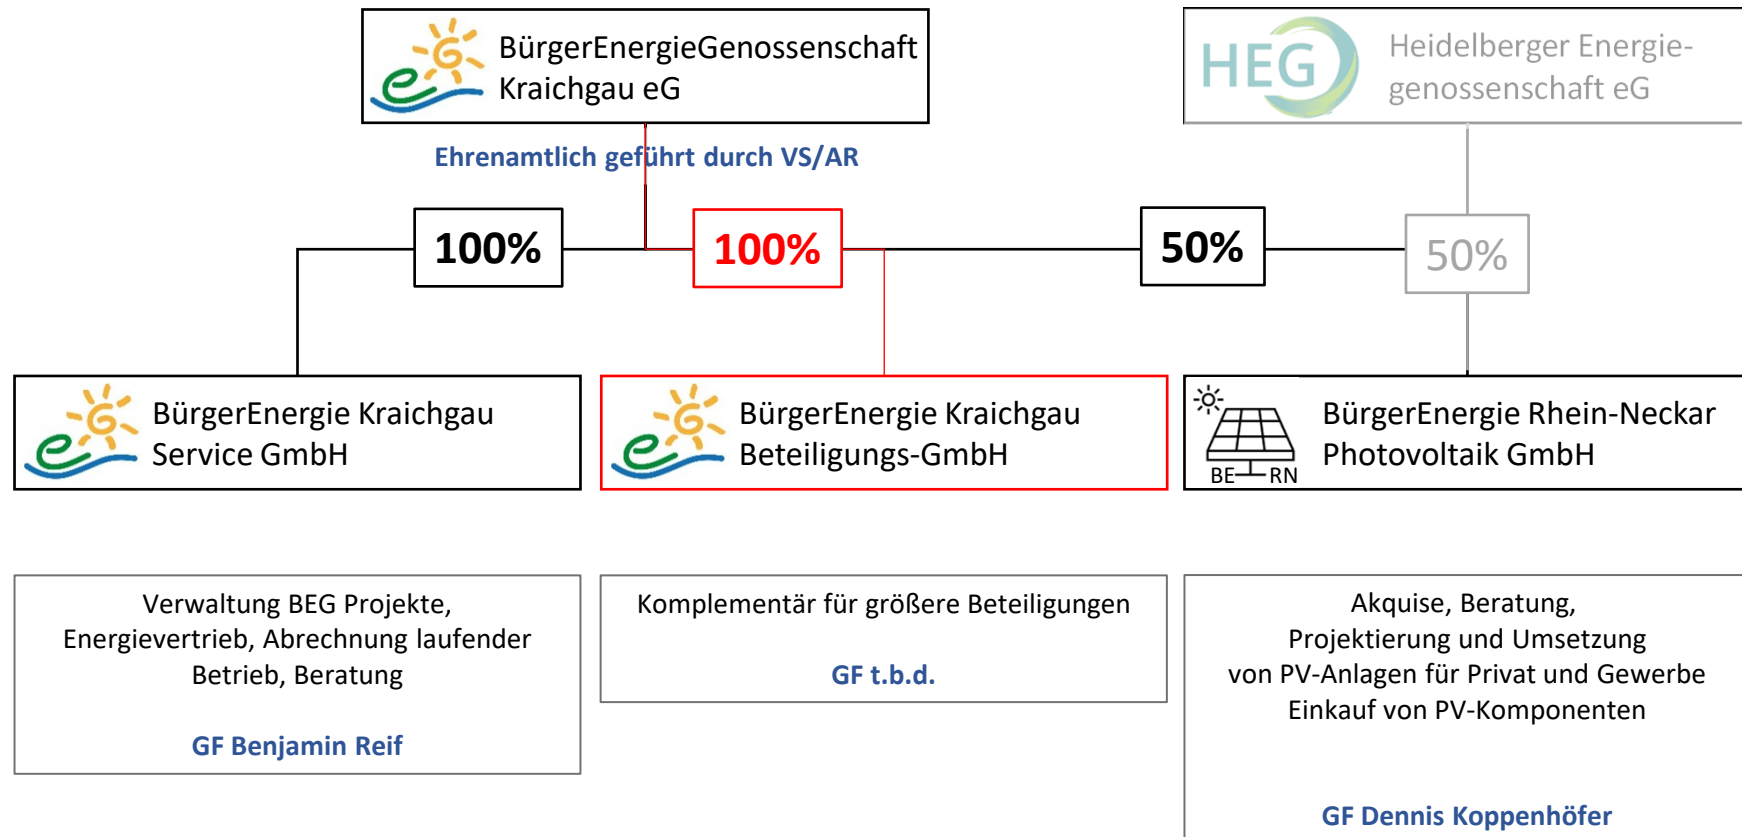 BürgerEnergieGenossenschaft
Kraichgau eG
HEG
Heidelberger Energie-
genossenschaft eG
Ehrenamtlich geführt durch VS/AR
100%
100%
50%
50%
BürgerEnergie Kraichgau
Service GmbH
BürgerEnergie Kraichgau
Beteiligungs-GmbH
BE RN
BürgerEnergie Rhein-Neckar
Photovoltaik GmbH
Verwaltung BEG Projekte,
Energievertrieb, Abrechnung laufender
Betrieb, Beratung
GF Benjamin Reif
Komplementär für größere Beteiligungen
GF t.b.d.
Akquise, Beratung,
Projektierung und Umsetzung
von PV-Anlagen für Privat und Gewerbe
Einkauf von PV-Komponenten
GF Dennis Koppenhöfer